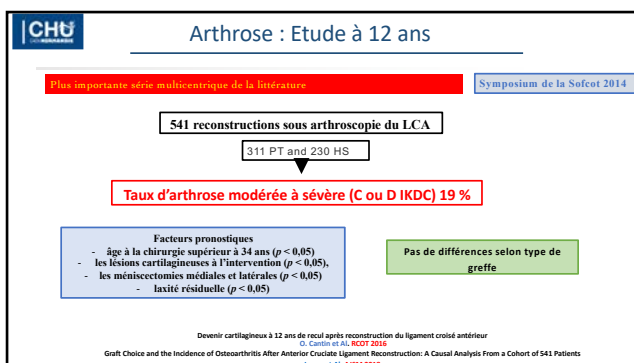 CHU
CAEN NORMANDIE
Arthrose : Etude à 12 ans
Plus importante série multicentrique de la littérature
Symposium de la Sofcot 2014
541 reconstructions sous arthroscopie du LCA
311 PT and 230 HS
Taux d’arthrose modérée à sévère (C ou D IKDC) 19 %
Facteurs pronostiques
- âge à la chirurgie supérieur à 34 ans (p < 0,05)
- les lésions cartilagineuses à l'intervention (p < 0,05),
- les méniscectomies médiales et latérales (p < 0,05)
- laxité résiduelle (p < 0,05)
Pas de différences selon type de
greffe
Devenir cartilagineux à 12 ans de recul après reconstruction du ligament croisé antérieur
O. Cantin et Al. RCOT 2016
Graft Choice and the Incidence of Osteoarthritis After Anterior Cruciate Ligament Reconstruction: A Causal Analysis From a Cohort of 541 Patients